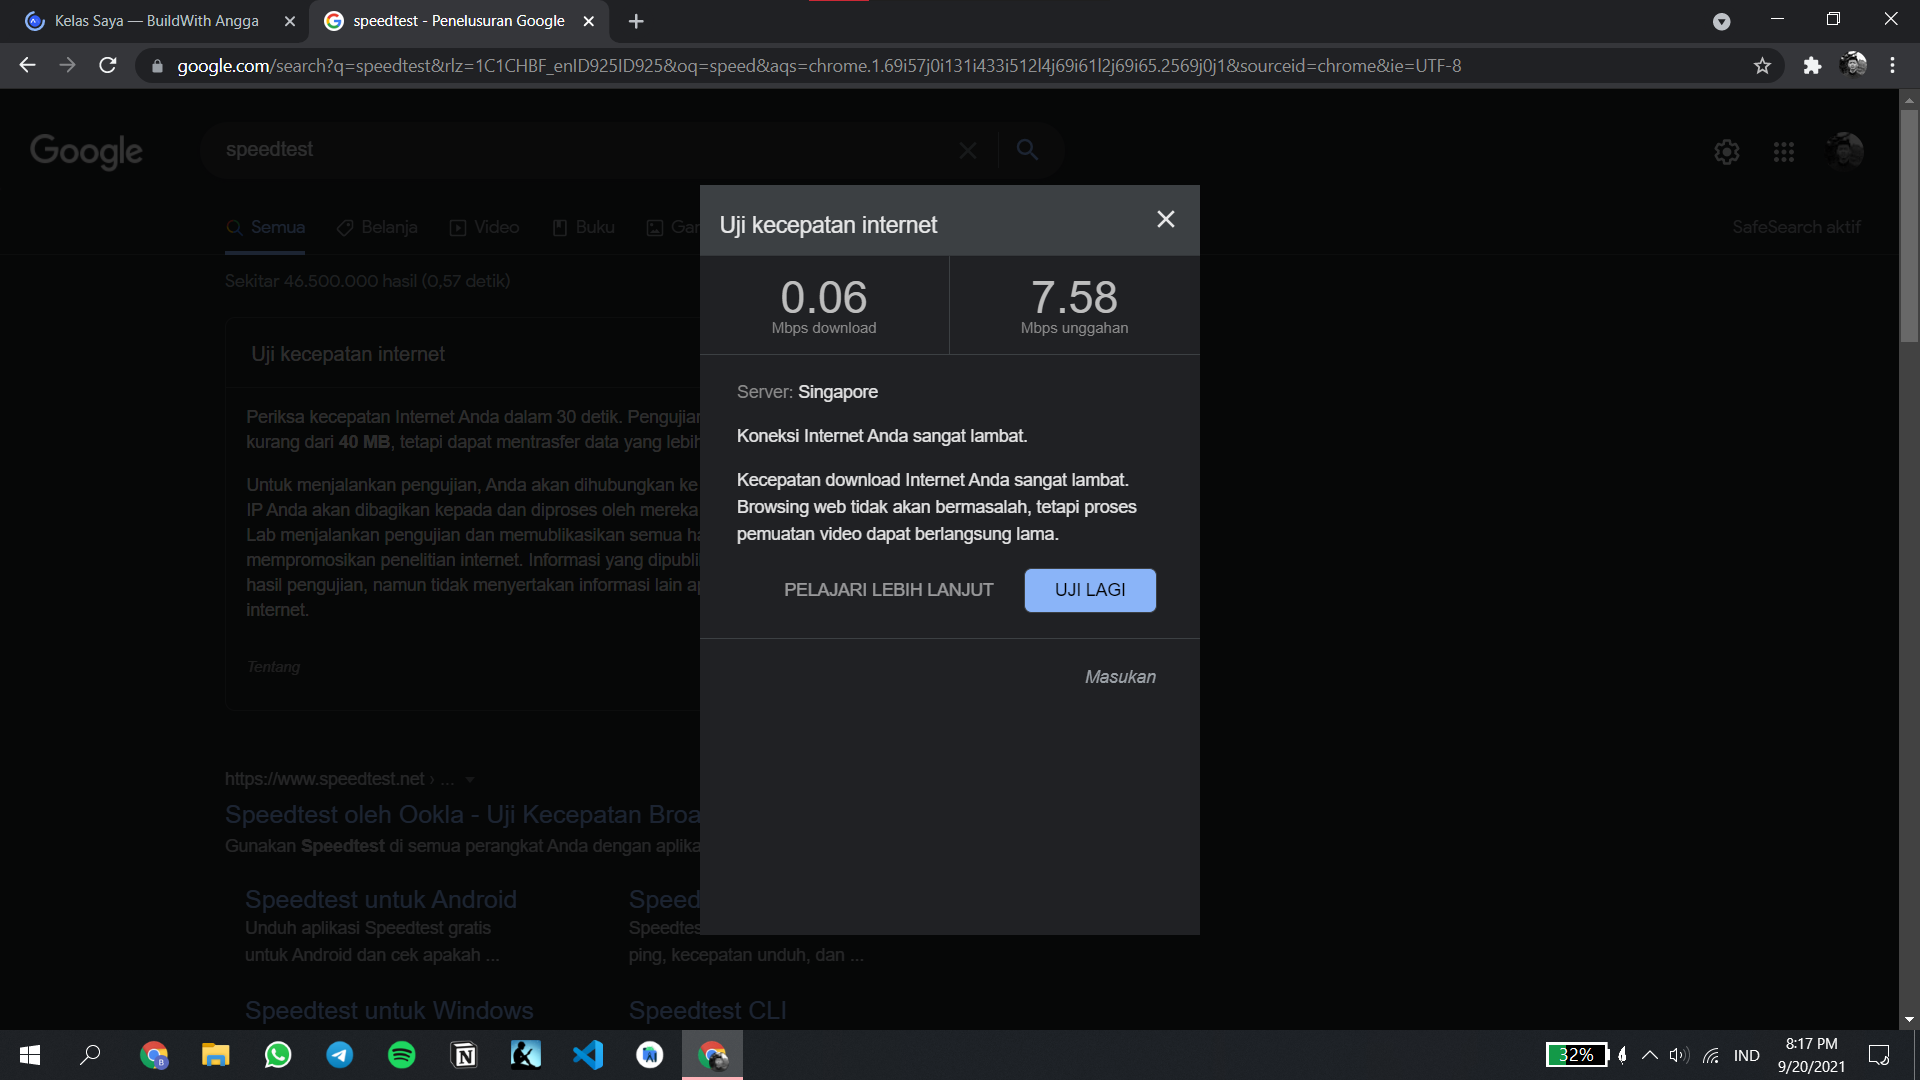 Kelas Saya — BuildWith Angga
speedtest - Penelusuran Google
google.com/search?q=speedtest&rlz=1C1CHBF_enID925ID925&oq=speed&aqs=chrome.1.69i57j0i131i433i512l4j69i61l2j69i65.2569j0j1&sourceid=chrome&ie=UTF-8
Google
speedtest
Semua
Belanja
Video
Buku
Gar
SafeSearch aktif
Sekitar 46.500.000 hasil (0,57 detik)
Uji kecepatan internet
Periksa kecepatan Internet Anda dalam 30 detik. Pengujian
kurang dari 40 MB, tetapi dapat mentrasfer data yang lebih
Untuk menjalankan pengujian, Anda akan dihubungkan ke
IP Anda akan dibagikan kepada dan diproses oleh mereka
Lab menjalankan pengujian dan memublikasikan semua ha
mempromosikan penelitian internet. Informasi yang dipubli
hasil pengujian, namun tidak menyertakan informasi lain ap
internet.
Tentang
Uji kecepatan internet
0.06
Mbps download
7.58
Mbps unggahan
Server: Singapore
Koneksi Internet Anda sangat lambat.
Kecepatan download Internet Anda sangat lambat.
Browsing web tidak akan bermasalah, tetapi proses
pemuatan video dapat berlangsung lama.
PELAJARI LEBIH LANJUT
UJI LAGI
Masukan
https://www.speedtest.net › ...
Speedtest oleh Ookla - Uji Kecepatan Broa
Gunakan Speedtest di semua perangkat Anda dengan aplika
Speedtest untuk Android
Unduh aplikasi Speedtest gratis
untuk Android dan cek apakah ...
Speed
Speedtes
ping, kecepatan unduh, dan ...
Speedtest untuk Windows
Speedtest CLI
32%
IND
8:17 PM
9/20/2021